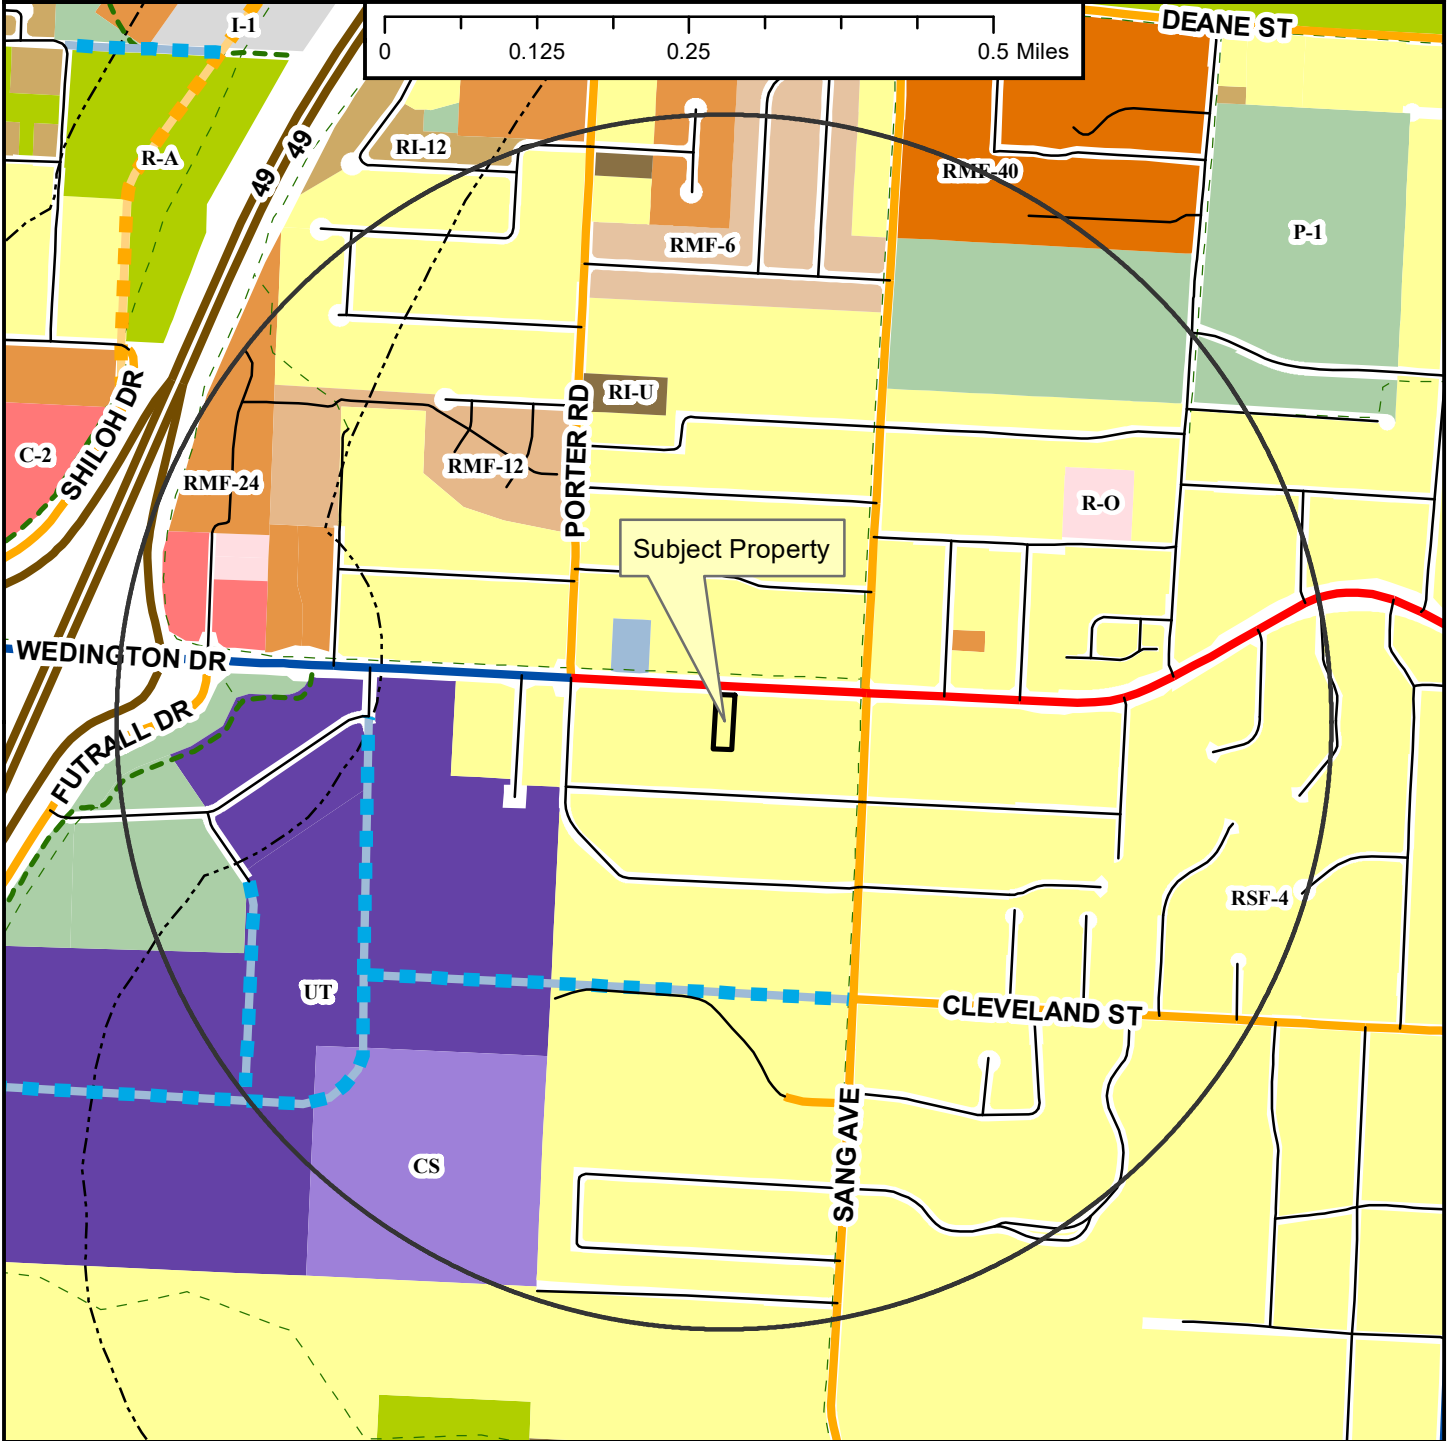 I-1
DEANE ST
0 0.125 0.25 0.5 Miles
49
49
R-A
RI-12
RMF-40
P-1
RMF-6
SHILOH DR
RI-U
PORTER RD
C-2
RMF-24
RMF-12
R-O
Subject Property
WEDINGTON DR
FUTRALL DR
RSF-4
UT
CLEVELAND ST
SANG AVE
CS